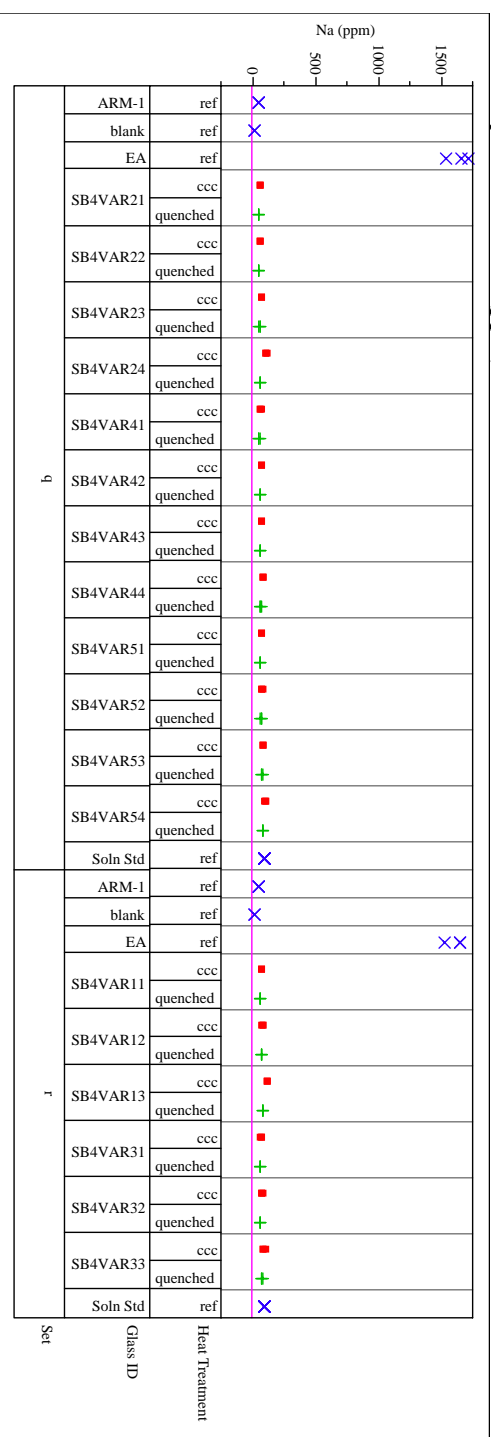 Na (ppm)
0
500
1000
1500
ARM-1 ref
blank ref
EA ref
SB4VAR21 ccc
quenched
SB4VAR22 ccc
quenched
SB4VAR23 ccc
quenched
SB4VAR24 ccc
quenched
SB4VAR41 ccc
quenched
SB4VAR42 ccc
quenched
SB4VAR43 ccc
quenched
SB4VAR44 ccc
quenched
SB4VAR51 ccc
quenched
SB4VAR52 ccc
quenched
SB4VAR53 ccc
quenched
SB4VAR54 ccc
quenched
Soln Std ref
q
ARM-1 ref
blank ref
EA ref
SB4VAR11 ccc
quenched
SB4VAR12 ccc
quenched
SB4VAR13 ccc
quenched
SB4VAR31 ccc
quenched
SB4VAR32 ccc
quenched
SB4VAR33 ccc
quenched
Soln Std ref
r
Set
Glass ID
Heat Treatment